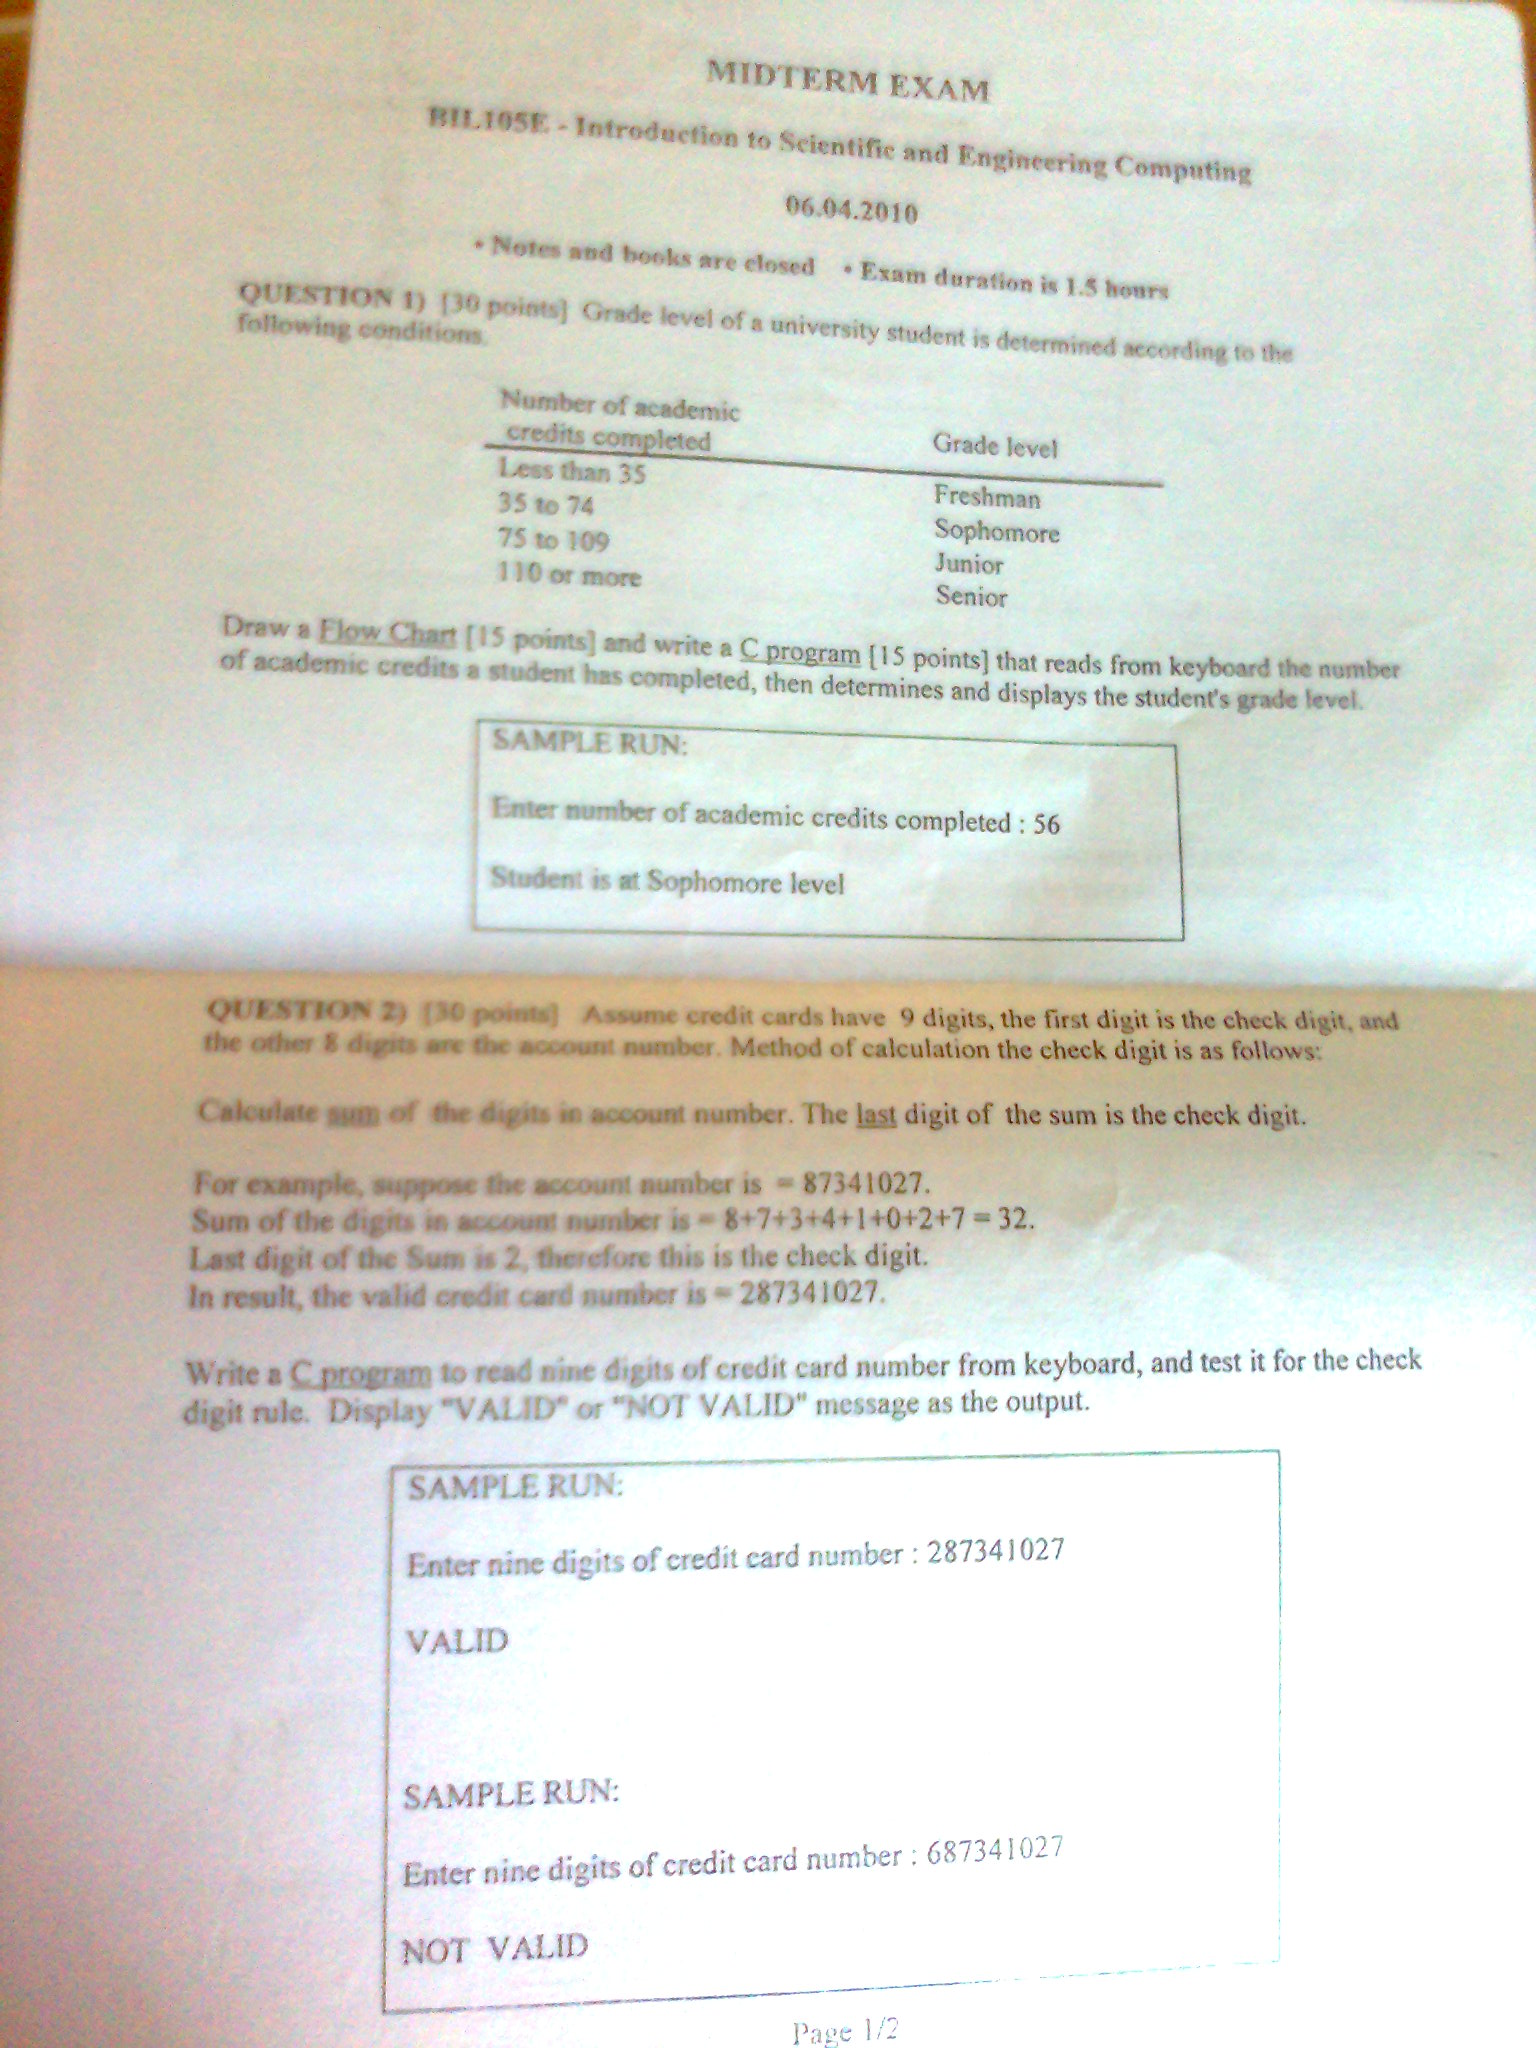 MIDTERM EXAM
BIL105E - Introduction to Scientific and Engineering Computing
06.04.2010
• Notes and books are closed • Exam duration is 1.5 hours
QUESTION 1) [30 points] Grade level of a university student is determined according to the
following conditions.
Number of academic
credits completed Grade level
Less than 35 Freshman
35 to 74 Sophomore
75 to 109 Junior
110 or more Senior
Draw a Flow Chart [15 points] and write a C program [15 points] that reads from keyboard the number
of academic credits a student has completed, then determines and displays the student's grade level.
SAMPLE RUN:
Enter number of academic credits completed : 56
Student is at Sophomore level
QUESTION 2) [30 points] Assume credit cards have 9 digits, the first digit is the check digit, and
the other 8 digits are the account number. Method of calculation the check digit is as follows:
Calculate sum of the digits in account number. The last digit of the sum is the check digit.
For example, suppose the account number is = 87341027.
Sum of the digits in account number is = 8+7+3+4+1+0+2+7 = 32.
Last digit of the Sum is 2, therefore this is the check digit.
In result, the valid credit card number is = 287341027.
Write a C program to read nine digits of credit card number from keyboard, and test it for the check
digit rule. Display "VALID" or "NOT VALID" message as the output.
SAMPLE RUN:
Enter nine digits of credit card number : 287341027
VALID
SAMPLE RUN:
Enter nine digits of credit card number : 687341027
NOT VALID
Page 1/2